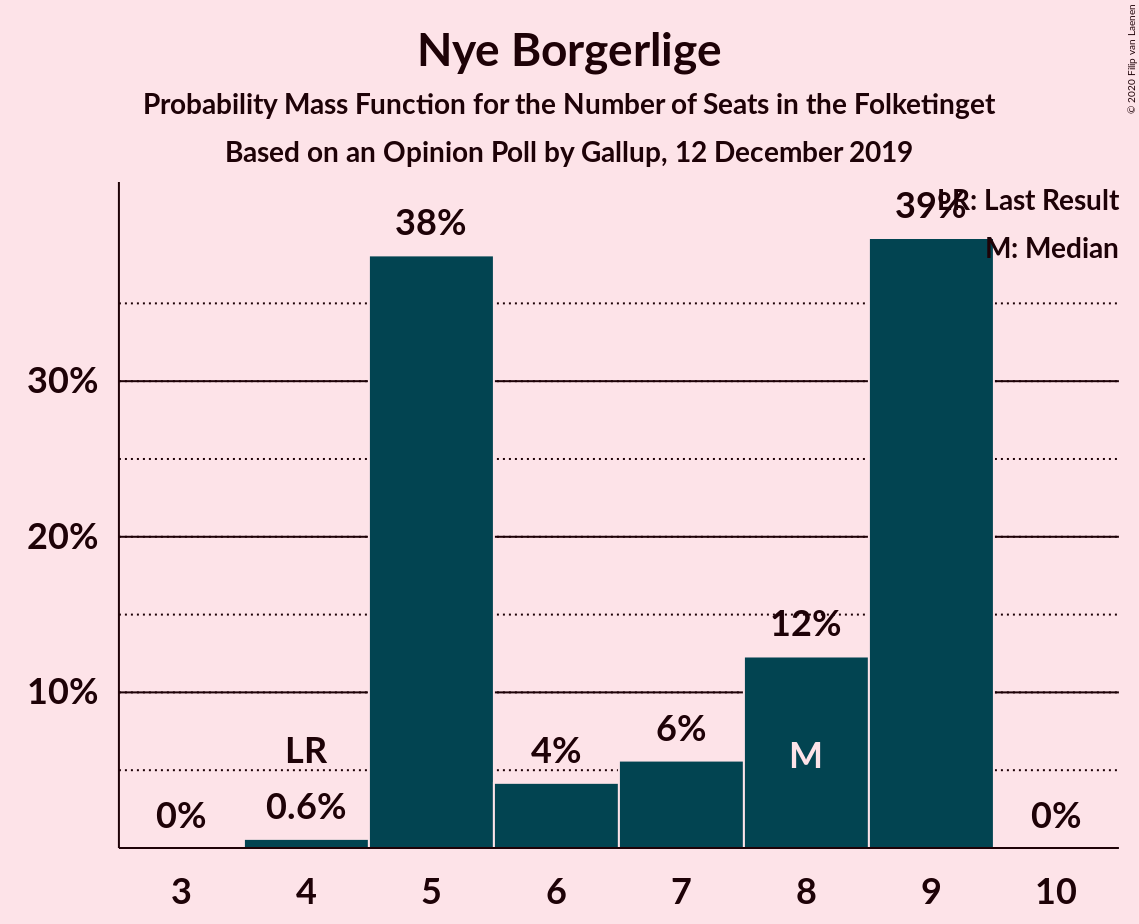 Nye Borgerlige
Probability Mass Function for the Number of Seats in the Folketinget
Based on an Opinion Poll by Gallup, 12 December 2019
© 2020 Filip van Laenen
LR: Last Result
M: Median
39%
38%
30%
20%
12%
10%
6%
4%
LR
M
0.6%
0%
0%
3 4 5 6 7 8 9 10